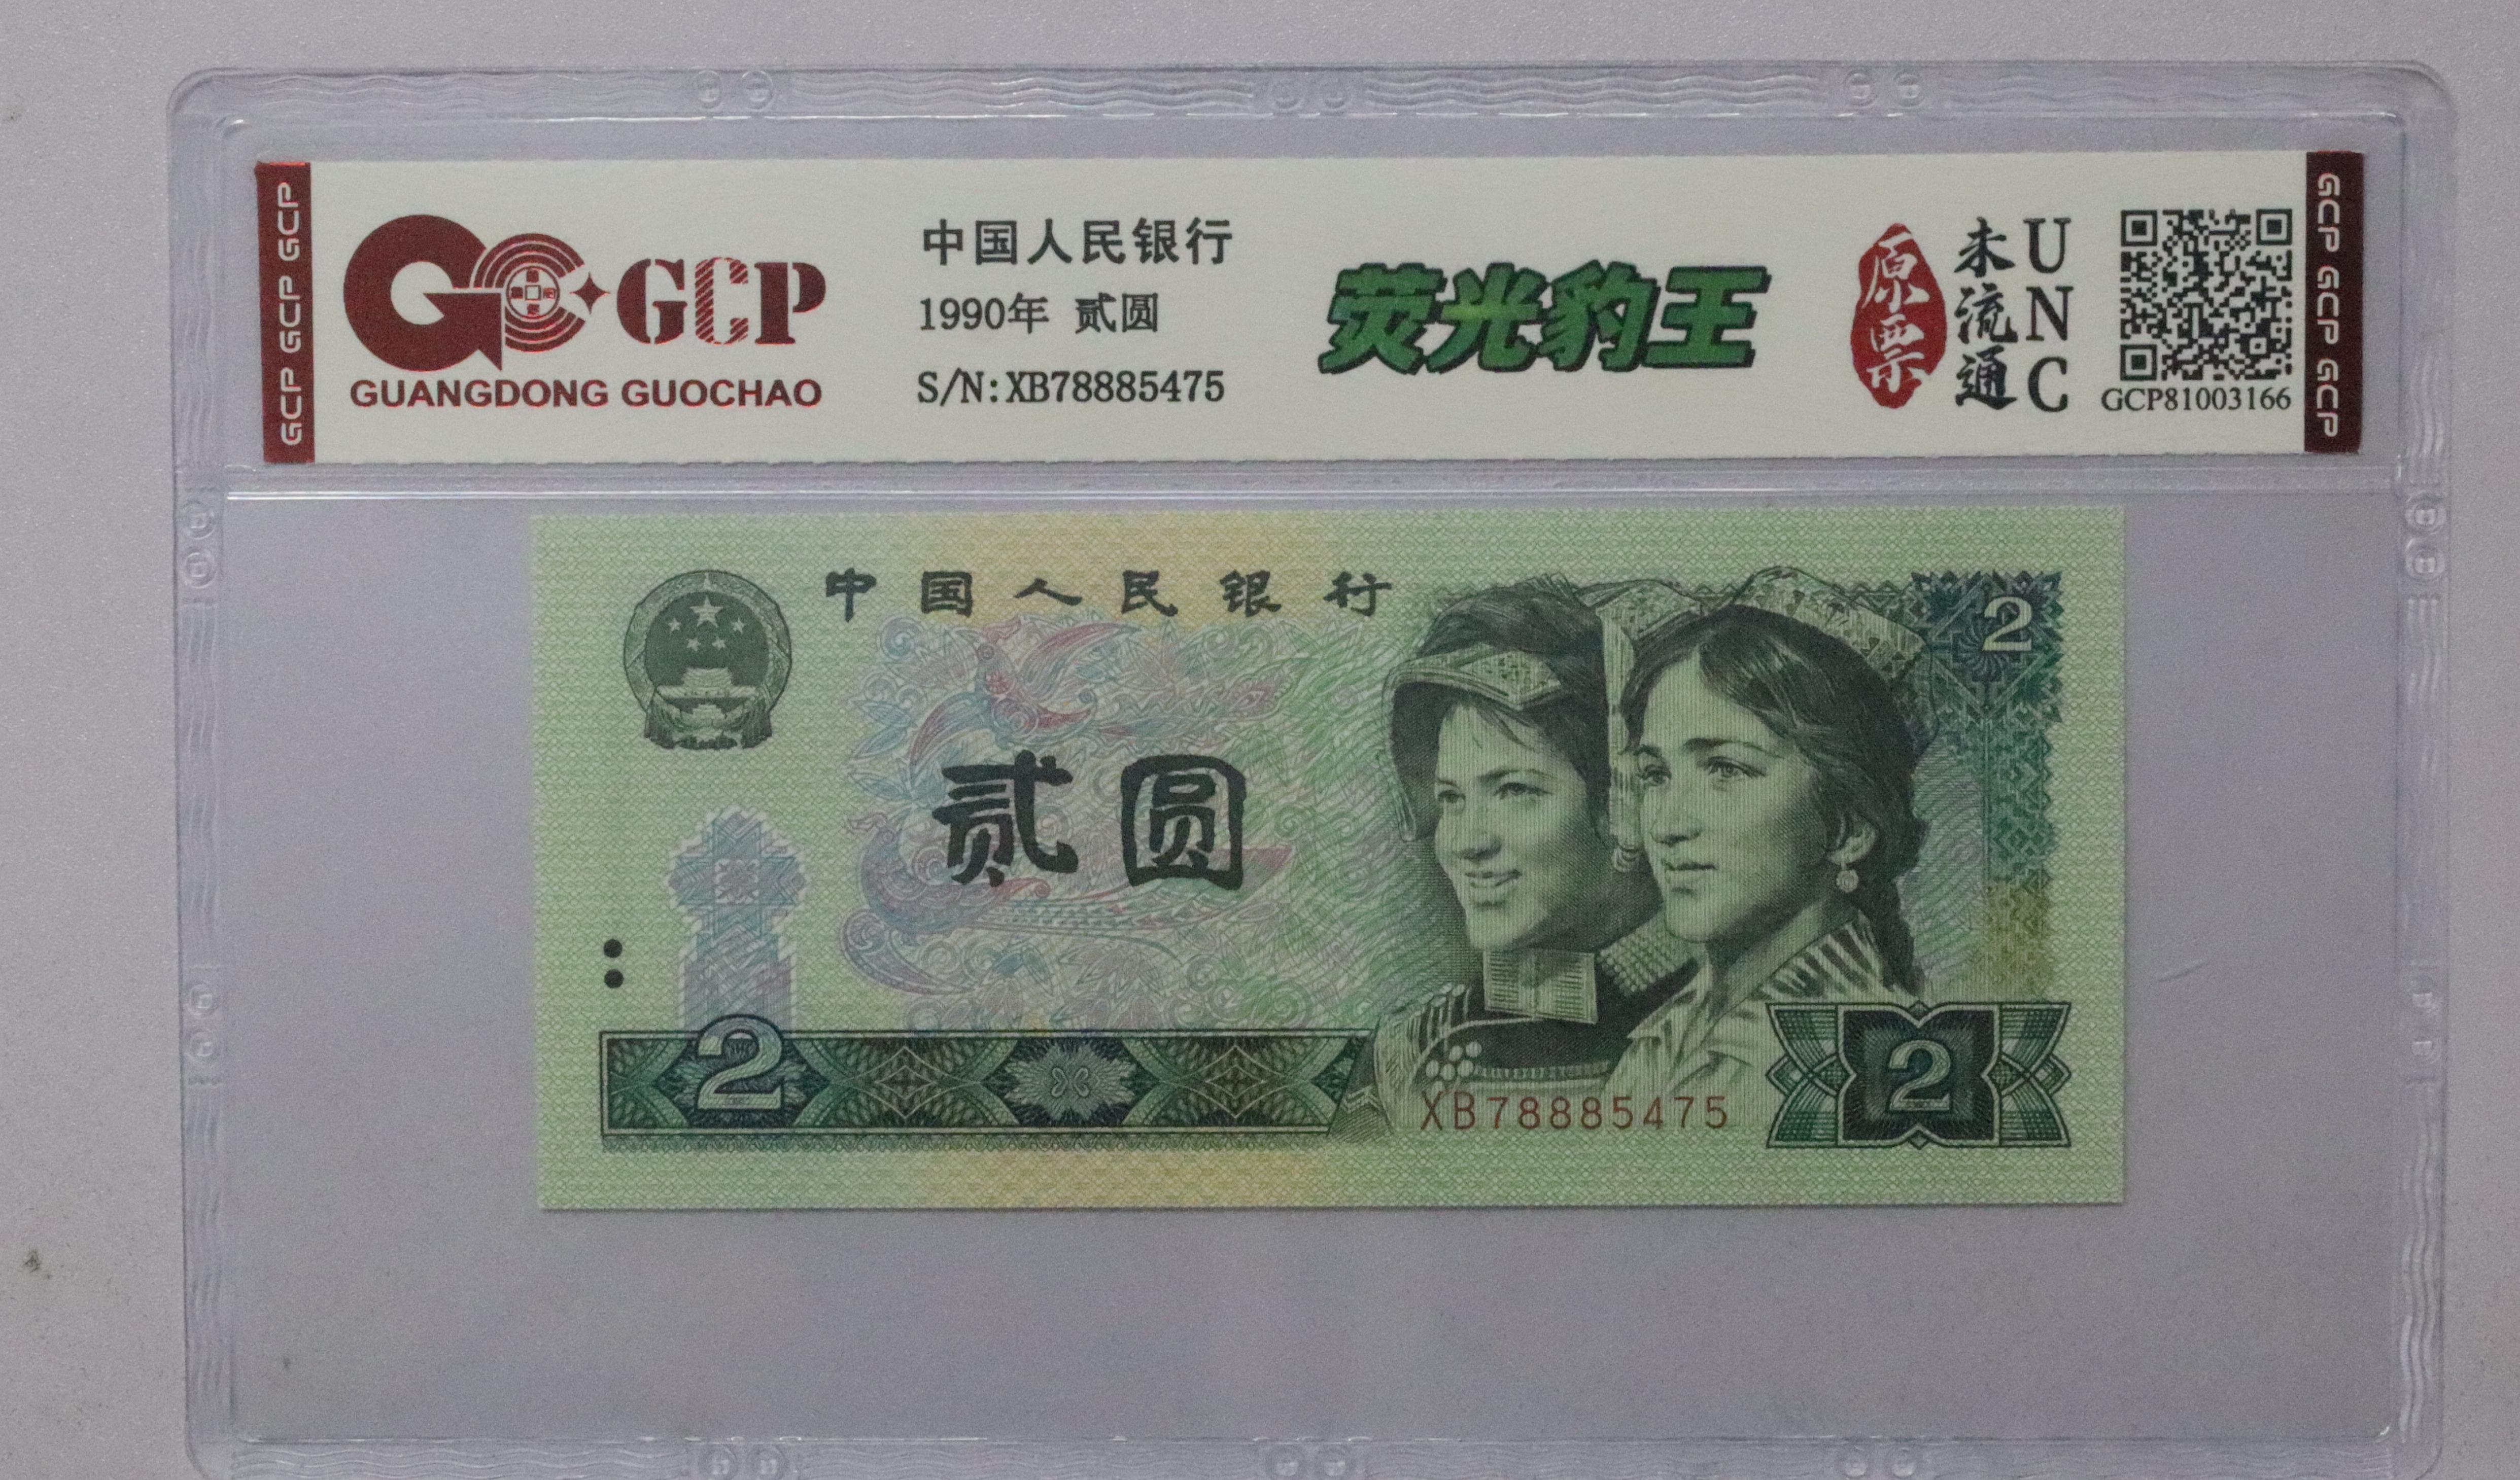 GCP GCP GCP
GCP
GUANGDONG GUOCHAO
中国人民银行
1990年 贰圆
S/N:XB78885475
荧光豹王
原票
未流通
UNC
GCP81003166
GCP GCP GCP
中国人民银行
2
贰圆
2
XB78885475
2